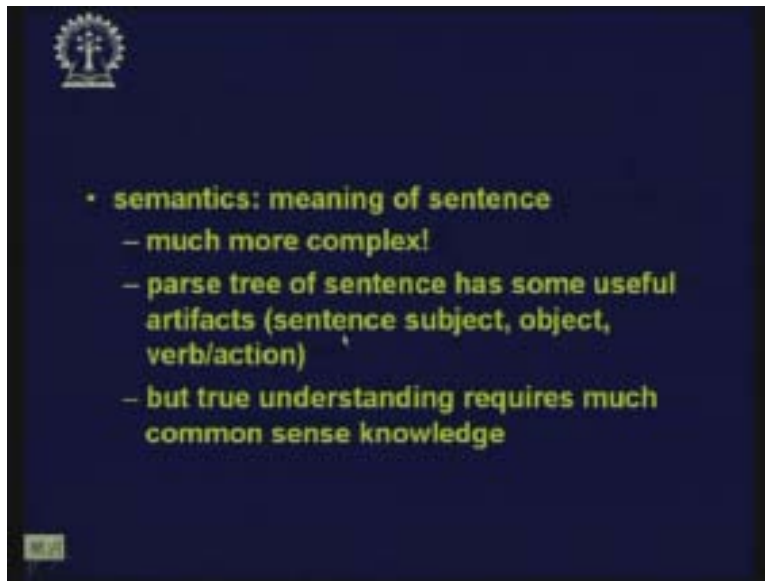 • semantics: meaning of sentence
– much more complex!
– parse tree of sentence has some useful
artifacts (sentence subject, object,
verb/action)
– but true understanding requires much
common sense knowledge